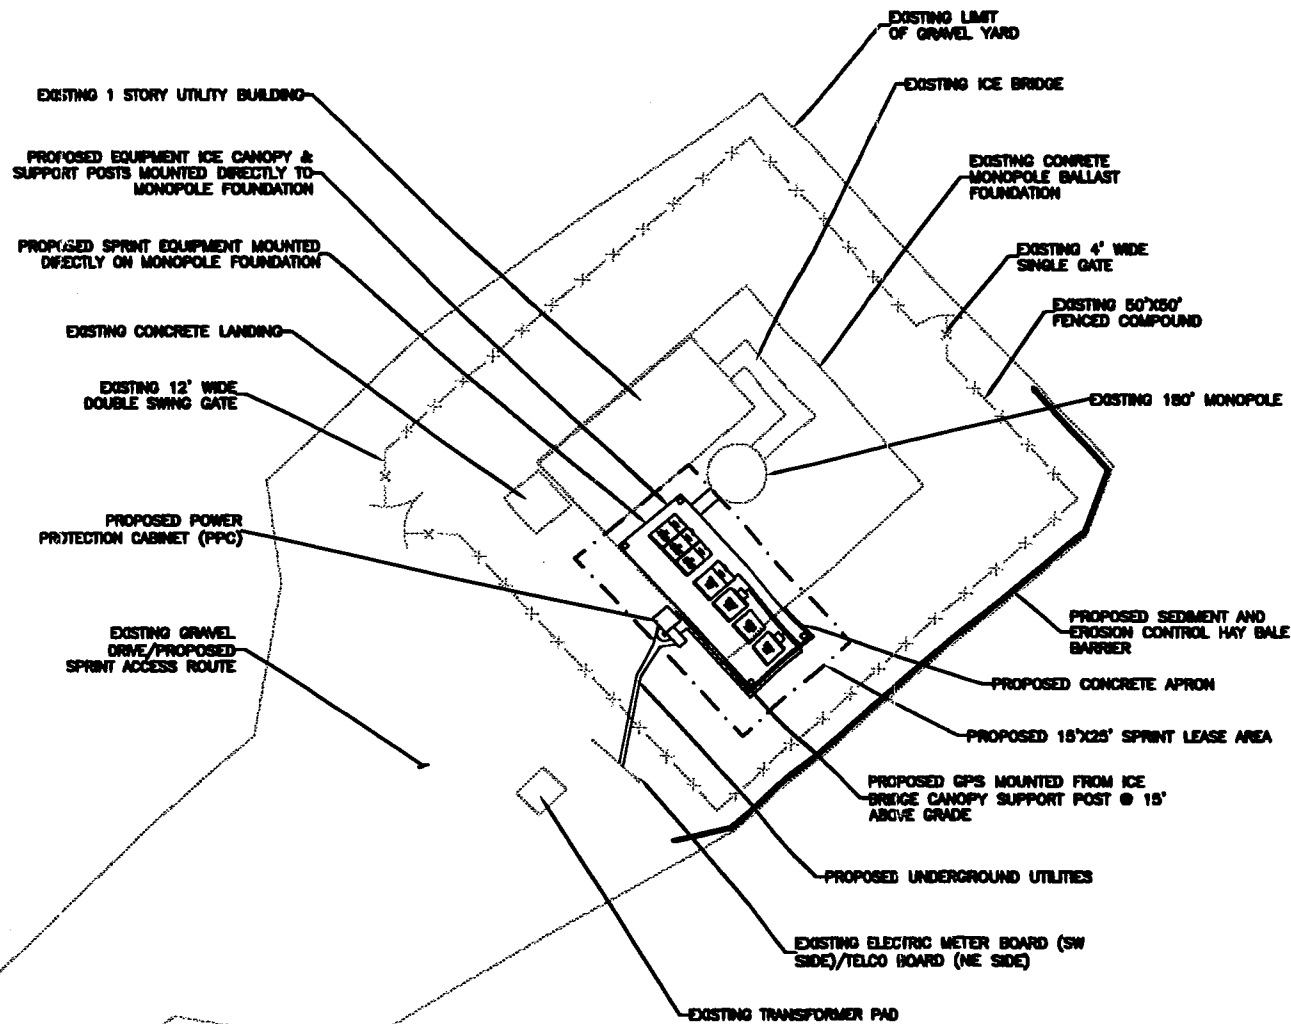 EXISTING LIMIT
OF GRAVEL YARD
EXISTING ICE BRIDGE
EXISTING 1 STORY UTILITY BUILDING
PROPOSED EQUIPMENT ICE CANOPY &
SUPPORT POSTS MOUNTED DIRECTLY TO
MONOPOLE FOUNDATION
EXISTING CONRETE
MONOPOLE BALLAST
FOUNDATION
PROPOSED SPRINT EQUIPMENT MOUNTED
DIRECTLY ON MONOPOLE FOUNDATION
EXISTING 4' WIDE
SINGLE GATE
EXISTING 50'X50'
FENCED COMPOUND
EXISTING CONCRETE LANDING
EXISTING 12' WIDE
DOUBLE SWING GATE
EXISTING 150' MONOPOLE
PROPOSED POWER
PROTECTION CABINET (PPC)
EXISTING GRAVEL
DRIVE/PROPOSED
SPRINT ACCESS ROUTE
PROPOSED SEDIMENT AND
EROSION CONTROL HAY BALE
BARRIER
PROPOSED CONCRETE APRON
PROPOSED 15'X25' SPRINT LEASE AREA
PROPOSED GPS MOUNTED FROM ICE
BRIDGE CANOPY SUPPORT POST @ 15'
ABOVE GRADE
PROPOSED UNDERGROUND UTILITIES
EXISTING ELECTRIC METER BOARD (SW
SIDE)/TELCO BOARD (NE SIDE)
EXISTING TRANSFORMER PAD